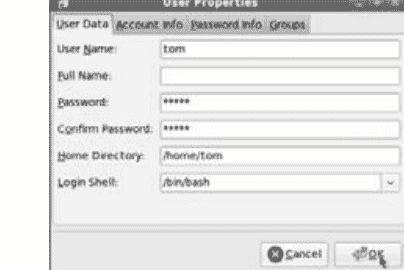 User Properties
User Data Account Info Password Info Groups
User Name: tom
Full Name:
Password: *****
Confirm Password: *****
Home Directory: /home/tom
Login Shell: /bin/bash
Cancel OK